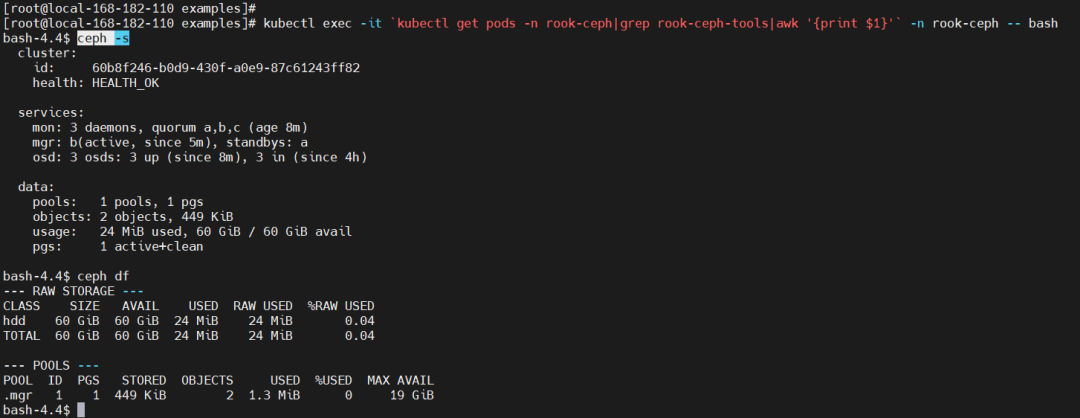 [root@local-168-182-110 examples]#
[root@local-168-182-110 examples]# kubectl exec -it `kubectl get pods -n rook-ceph|grep rook-ceph-tools|awk '{print $1}'` -n rook-ceph -- bash
bash-4.4$ ceph -s
  cluster:
    id:     60b8f246-b0d9-430f-a0e9-87c61243ff82
    health: HEALTH_OK

  services:
    mon: 3 daemons, quorum a,b,c (age 8m)
    mgr: b(active, since 5m), standbys: a
    osd: 3 osds: 3 up (since 8m), 3 in (since 4h)

  data:
    pools:   1 pools, 1 pgs
    objects: 2 objects, 449 KiB
    usage:   24 MiB used, 60 GiB / 60 GiB avail
    pgs:     1 active+clean

bash-4.4$ ceph df
--- RAW STORAGE ---
CLASS    SIZE   AVAIL    USED  RAW USED  %RAW USED
hdd    60 GiB  60 GiB  24 MiB    24 MiB       0.04
TOTAL  60 GiB  60 GiB  24 MiB    24 MiB       0.04

--- POOLS ---
POOL  ID  PGS   STORED  OBJECTS     USED  %USED  MAX AVAIL
.mgr   1    1  449 KiB        2  1.3 MiB      0     19 GiB
bash-4.4$